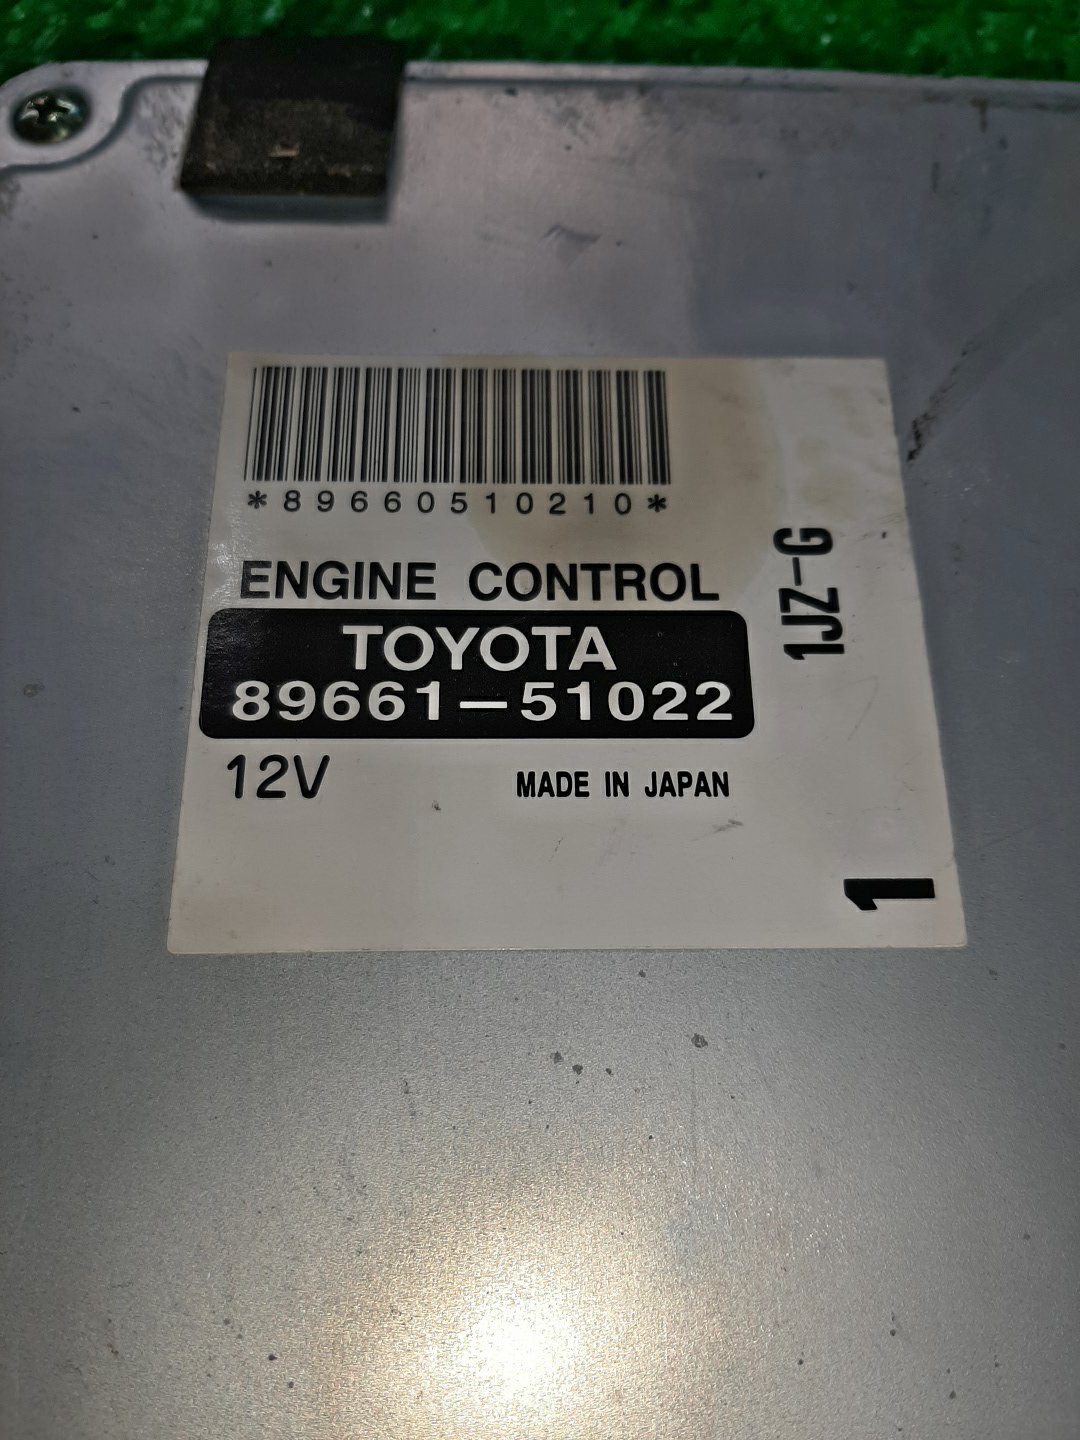 *89660510210*
ENGINE CONTROL
TOYOTA
89661-51022
12V MADE IN JAPAN
1JZ-G
1